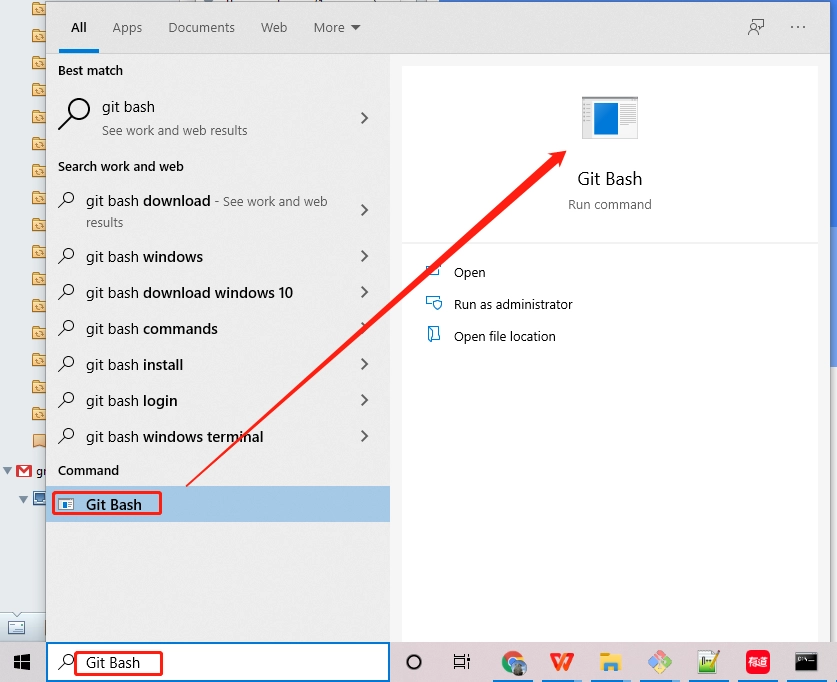 All Apps Documents Web More
Best match
git bash
See work and web results
Search work and web
git bash download - See work and web
results
git bash windows
git bash download windows 10
git bash commands
git bash install
git bash login
git bash windows terminal
Command
Git Bash
Git Bash
Run command
Open
Run as administrator
Open file location
Git Bash
有道